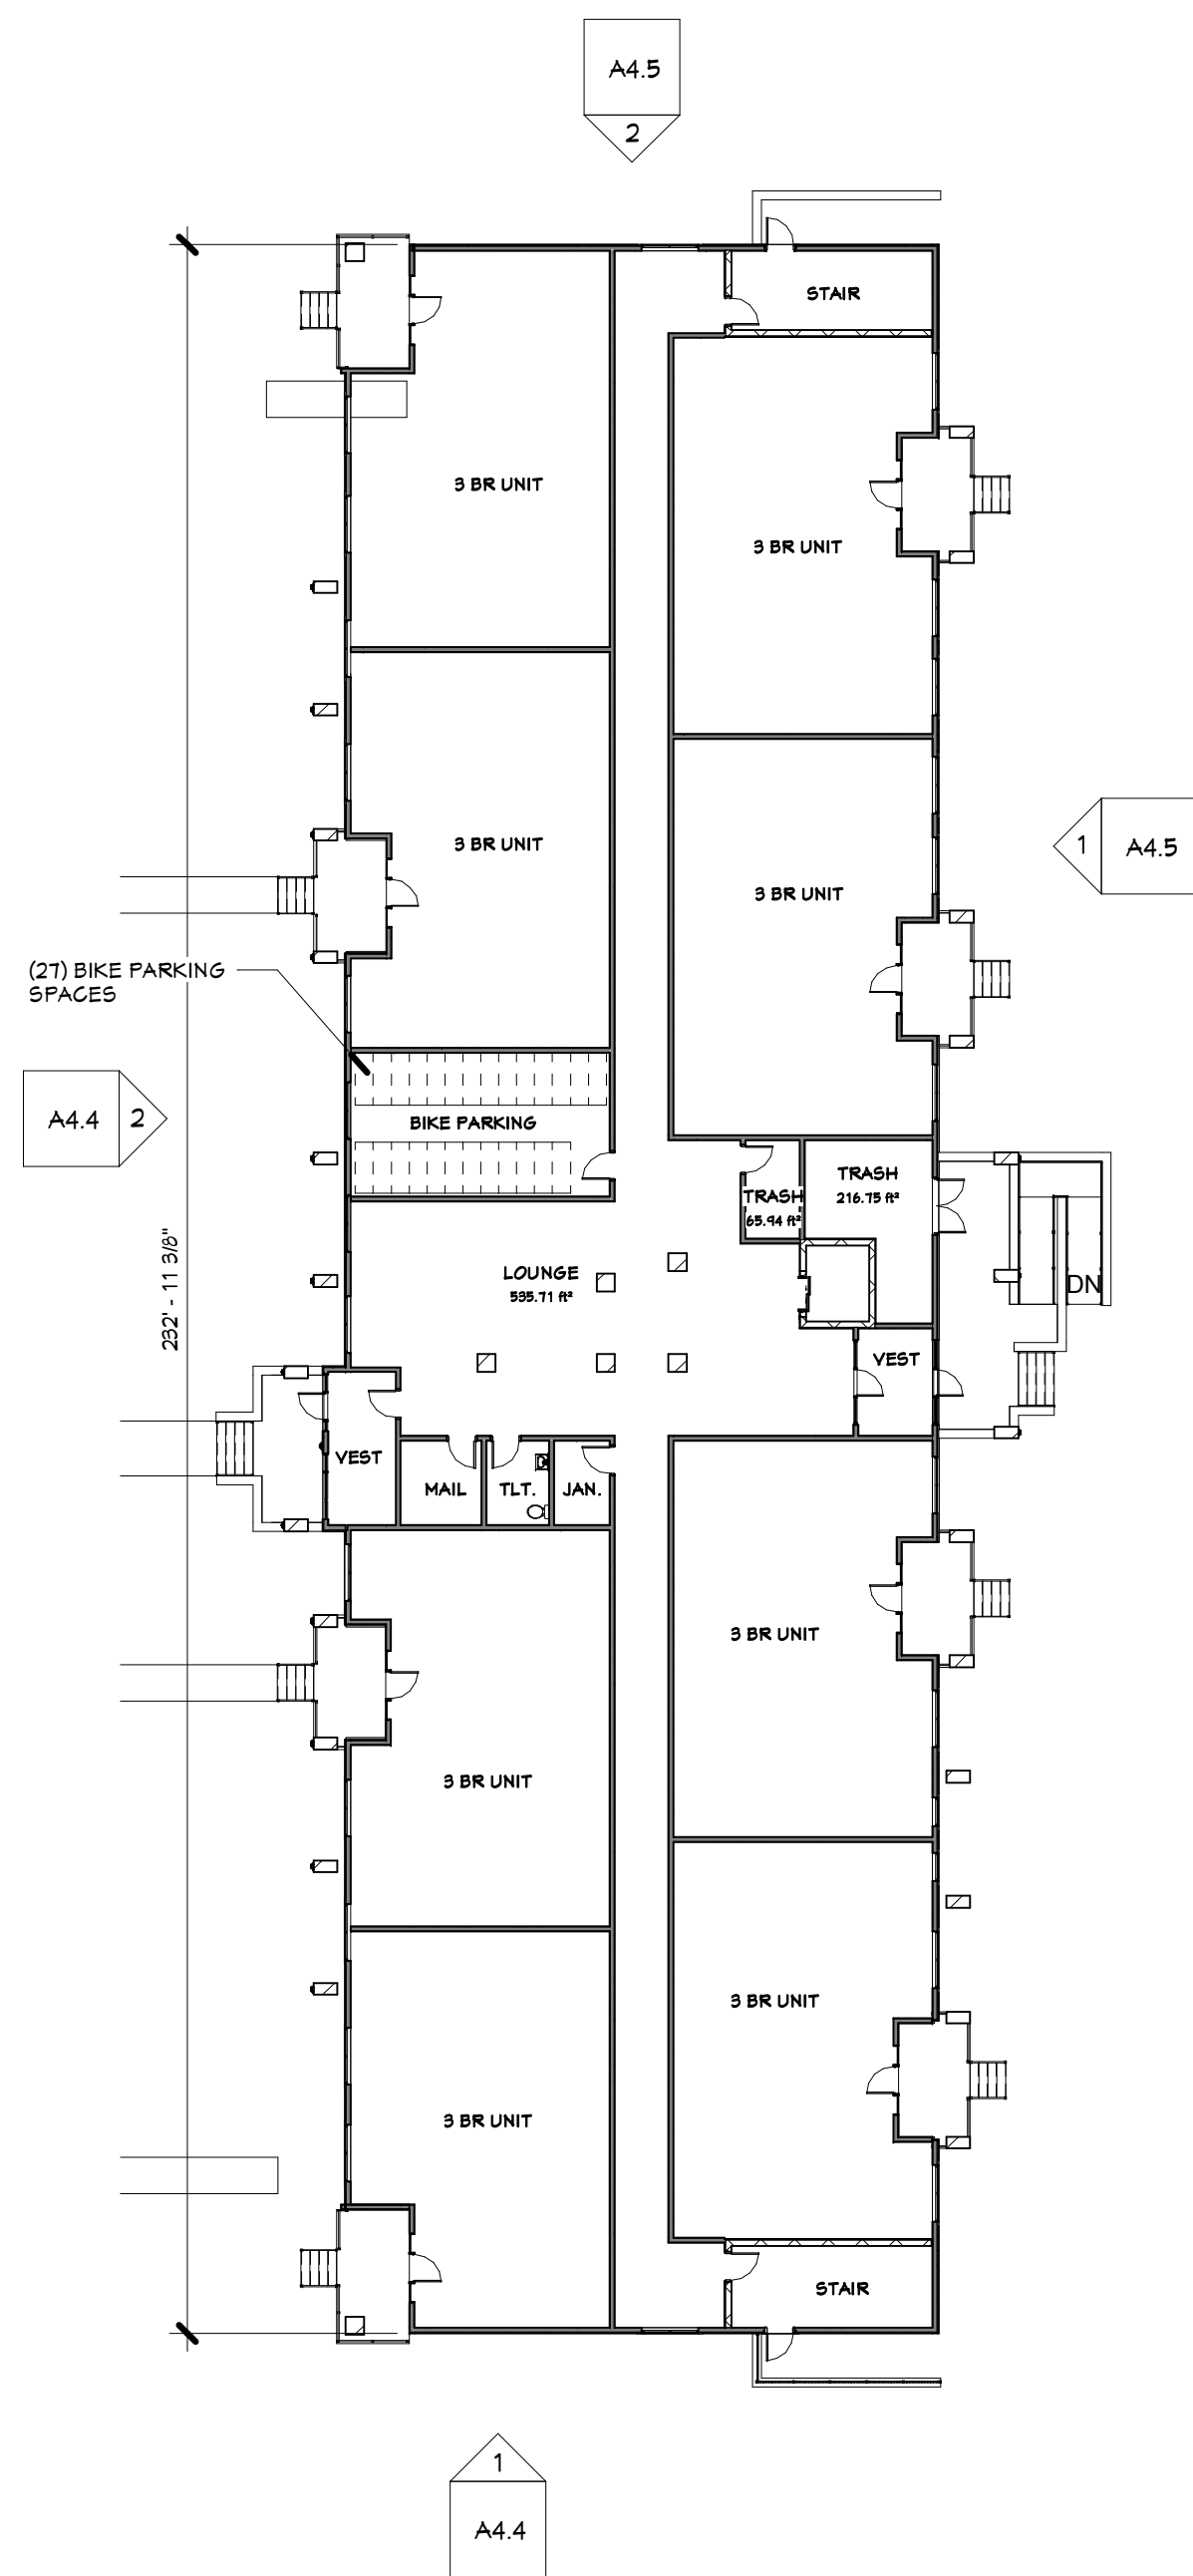 A4.5
2
STAIR
3 BR UNIT
3 BR UNIT
3 BR UNIT
3 BR UNIT
1
A4.5
(27) BIKE PARKING
SPACES
A4.4
2
BIKE PARKING
TRASH
216.75 ft²
TRASH
65.94 ft²
232' - 11 3/8"
LOUNGE
535.71 ft²
DN
VEST
VEST
MAIL
TLT.
JAN.
3 BR UNIT
3 BR UNIT
3 BR UNIT
3 BR UNIT
STAIR
1
A4.4